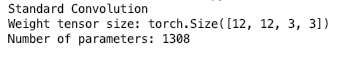 Standard Convolution
Weight tensor size: torch.Size([12, 12, 3, 3])
Number of parameters: 1308